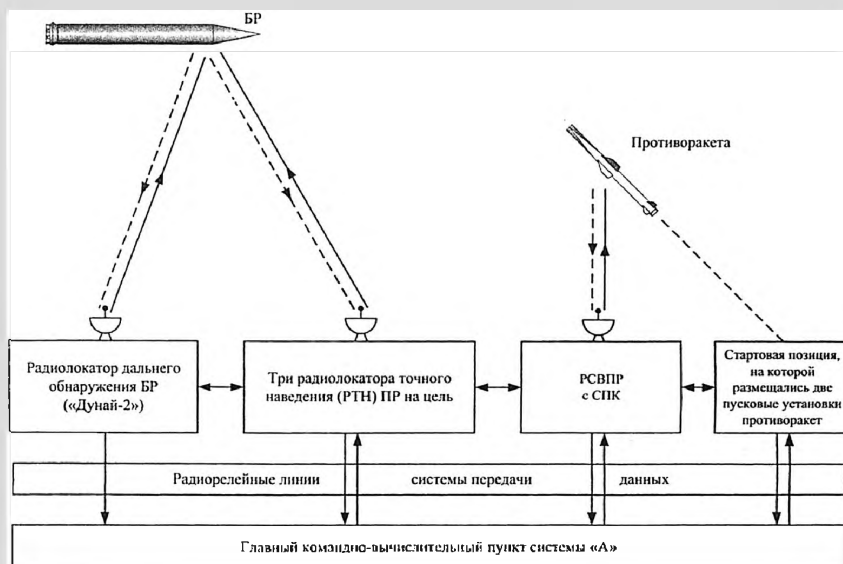 БР
Противоракета
Радиолокатор дальнего
обнаружения БР
(«Дунай-2»)
Три радиолокатора точного
наведения (РТН) ПР на цель
РСВПР
с СПК
Стартовая позиция,
на которой
размещались две
пусковые установки
противоракет
Радиорелейные линии системы передачи данных
Главный командно-вычислительный пункт системы «А»